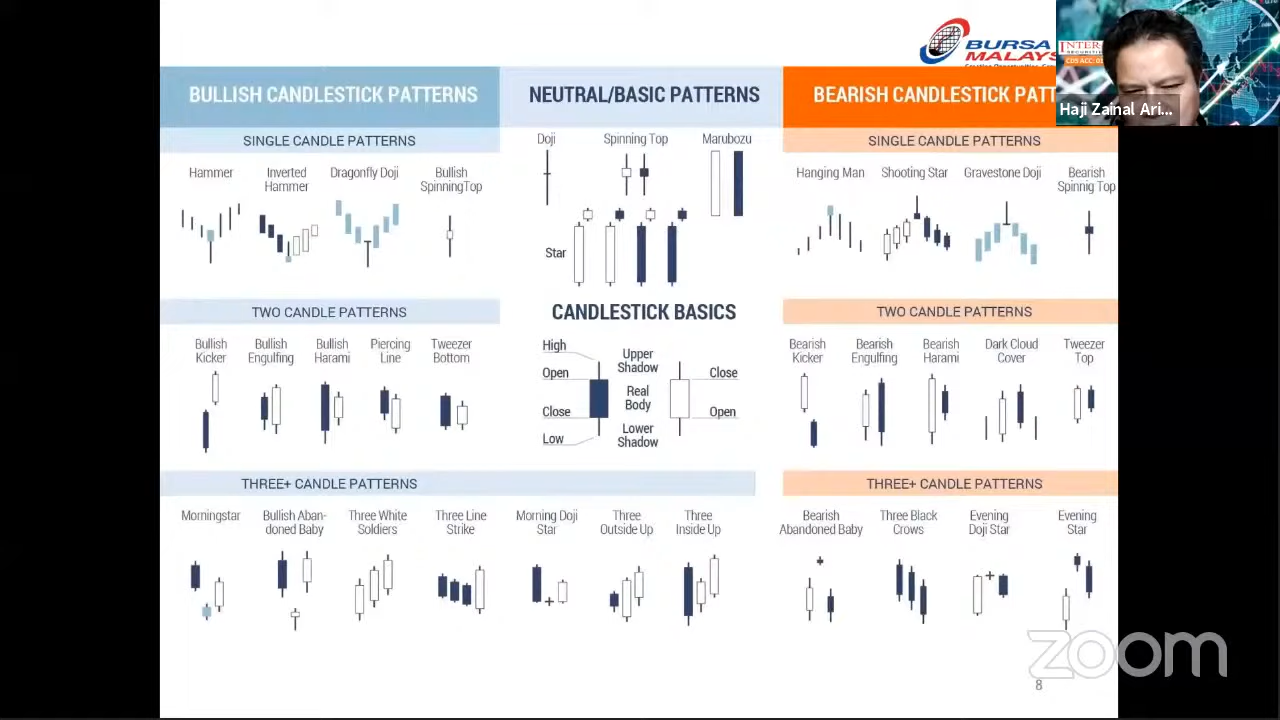 BURSA
MALAYS
INTER
CDS ACC: 01
Haji Zainal Ari...
BULLISH CANDLESTICK PATTERNS
NEUTRAL/BASIC PATTERNS
BEARISH CANDLESTICK PATT
SINGLE CANDLE PATTERNS
Hammer
Inverted
Hammer
Dragonfly Doji
Bullish
SpinningTop
Doji
Spinning Top
Marubozu
Star
SINGLE CANDLE PATTERNS
Hanging Man
Shooting Star
Gravestone Doji
Bearish
Spinnig Top
TWO CANDLE PATTERNS
Bullish
Kicker
Bullish
Engulfing
Bullish
Harami
Piercing
Line
Tweezer
Bottom
CANDLESTICK BASICS
High
Open
Close
Low
Upper
Shadow
Real
Body
Lower
Shadow
Close
Open
TWO CANDLE PATTERNS
Bearish
Kicker
Bearish
Engulfing
Bearish
Harami
Dark Cloud
Cover
Tweezer
Top
THREE+ CANDLE PATTERNS
Morningstar
Bullish Aban-
doned Baby
Three White
Soldiers
Three Line
Strike
Morning Doji
Star
Three
Outside Up
Three
Inside Up
THREE+ CANDLE PATTERNS
Bearish
Abandoned Baby
Three Black
Crows
Evening
Doji Star
Evening
Star
zoom
8